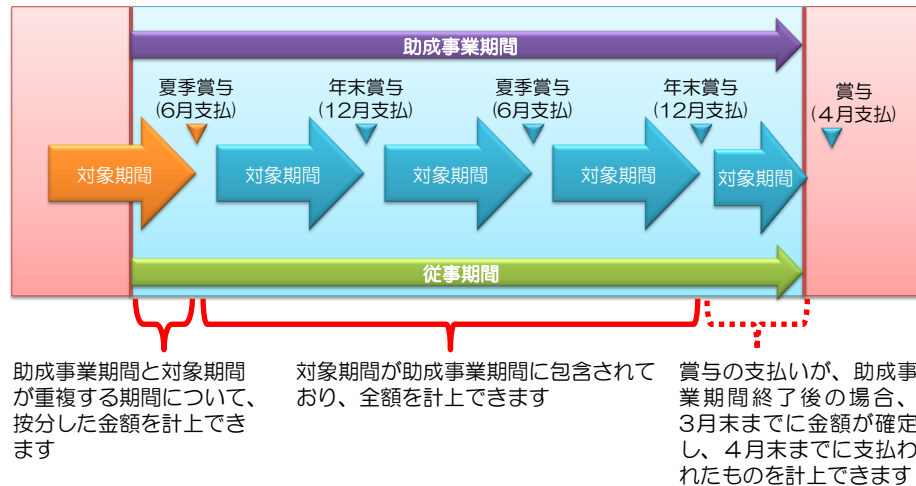 助成事業期間
夏季賞与
(6月支払)
年末賞与
(12月支払)
夏季賞与
(6月支払)
年末賞与
(12月支払)
賞与
(４月支払)
対象期間
対象期間
対象期間
対象期間
対象期間
従事期間
助成事業期間と対象期間
が重複する期間について、
按分した金額を計上でき
ます
対象期間が助成事業期間に包含されて
おり、全額を計上できます
賞与の支払いが、助成事
業期間終了後の場合、
3月末までに金額が確定
し、４月末までに支払わ
れたものを計上できます